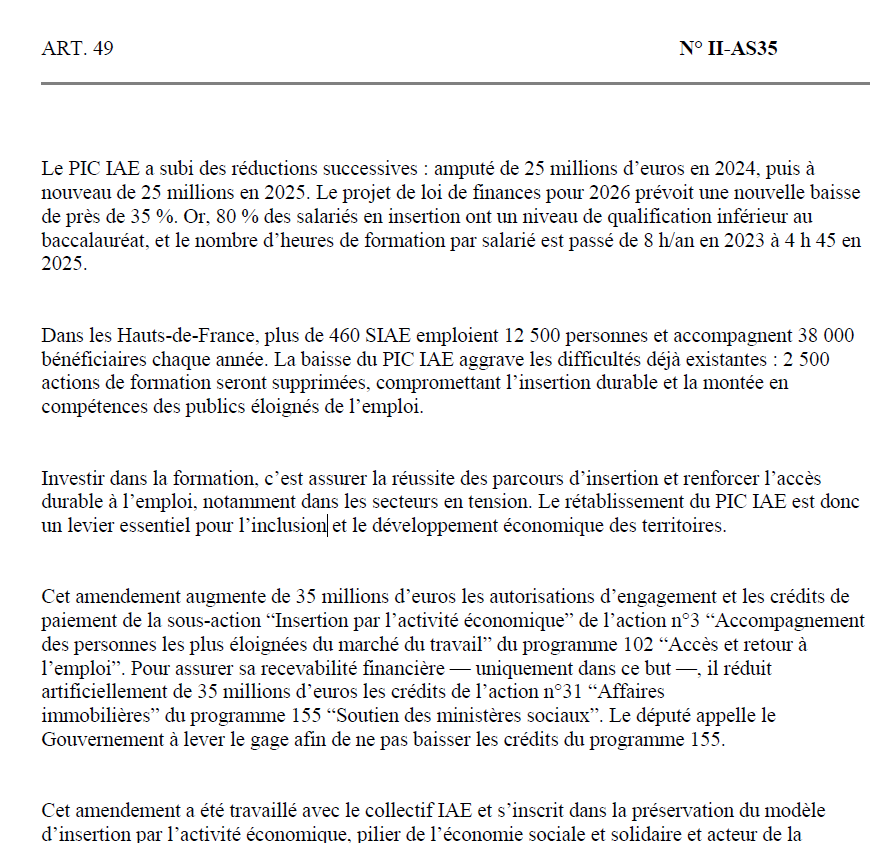 ART. 49 N° II-AS35
Le PIC IAE a subi des réductions successives : amputé de 25 millions d’euros en 2024, puis à
nouveau de 25 millions en 2025. Le projet de loi de finances pour 2026 prévoit une nouvelle baisse
de près de 35 %. Or, 80 % des salariés en insertion ont un niveau de qualification inférieur au
baccalauréat, et le nombre d’heures de formation par salarié est passé de 8 h/an en 2023 à 4 h 45 en
2025.
Dans les Hauts-de-France, plus de 460 SIAE emploient 12 500 personnes et accompagnent 38 000
bénéficiaires chaque année. La baisse du PIC IAE aggrave les difficultés déjà existantes : 2 500
actions de formation seront supprimées, compromettant l’insertion durable et la montée en
compétences des publics éloignés de l’emploi.
Investir dans la formation, c’est assurer la réussite des parcours d’insertion et renforcer l’accès
durable à l’emploi, notamment dans les secteurs en tension. Le rétablissement du PIC IAE est donc
un levier essentiel pour l’inclusion et le développement économique des territoires.
Cet amendement augmente de 35 millions d’euros les autorisations d’engagement et les crédits de
paiement de la sous-action “Insertion par l’activité économique” de l’action n°3 “Accompagnement
des personnes les plus éloignées du marché du travail” du programme 102 “Accès et retour à
l’emploi”. Pour assurer sa recevabilité financière — uniquement dans ce but —, il réduit
artificiellement de 35 millions d’euros les crédits de l’action n°31 “Affaires
immobilières” du programme 155 “Soutien des ministères sociaux”. Le député appelle le
Gouvernement à lever le gage afin de ne pas baisser les crédits du programme 155.
Cet amendement a été travaillé avec le collectif IAE et s’inscrit dans la préservation du modèle
d’insertion par l’activité économique, pilier de l’économie sociale et solidaire et acteur de la